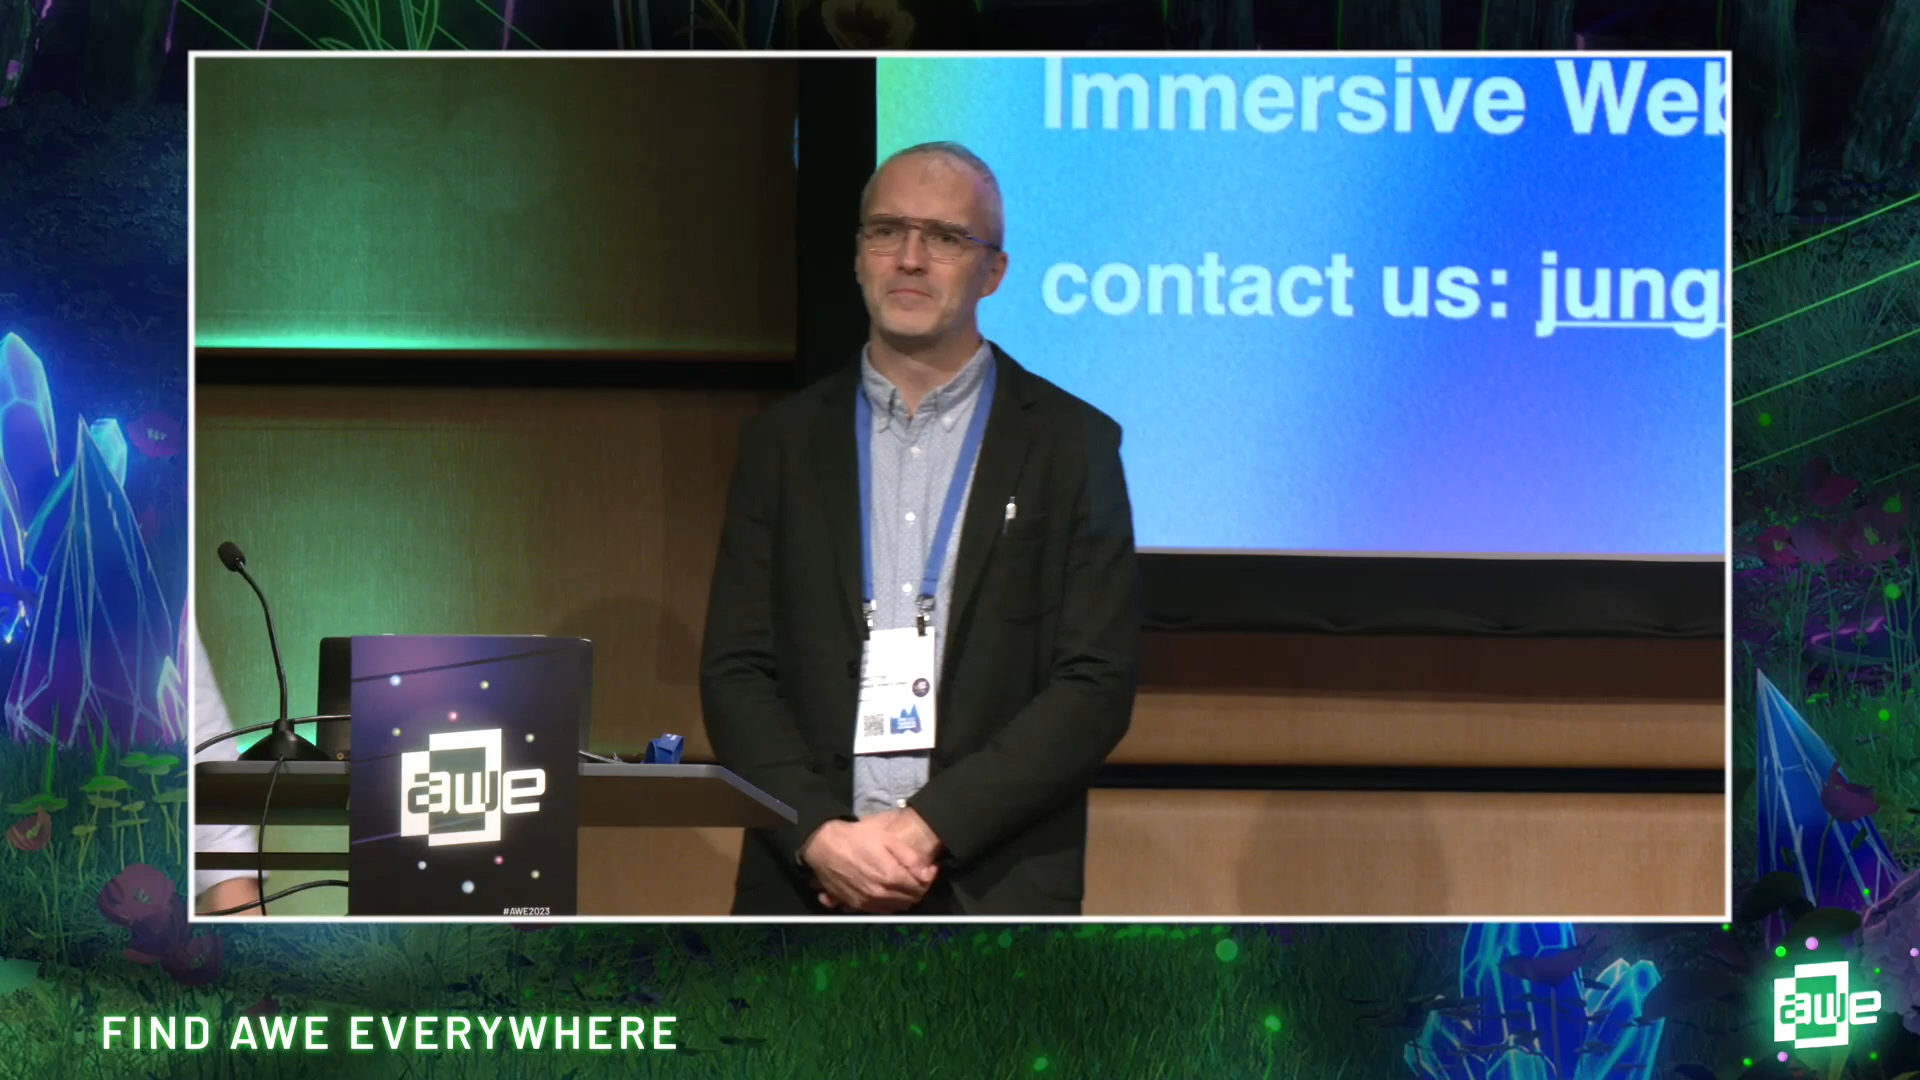 Immersive Web
contact us: jung
awe
#AWE2023
FIND AWE EVERYWHERE
awe